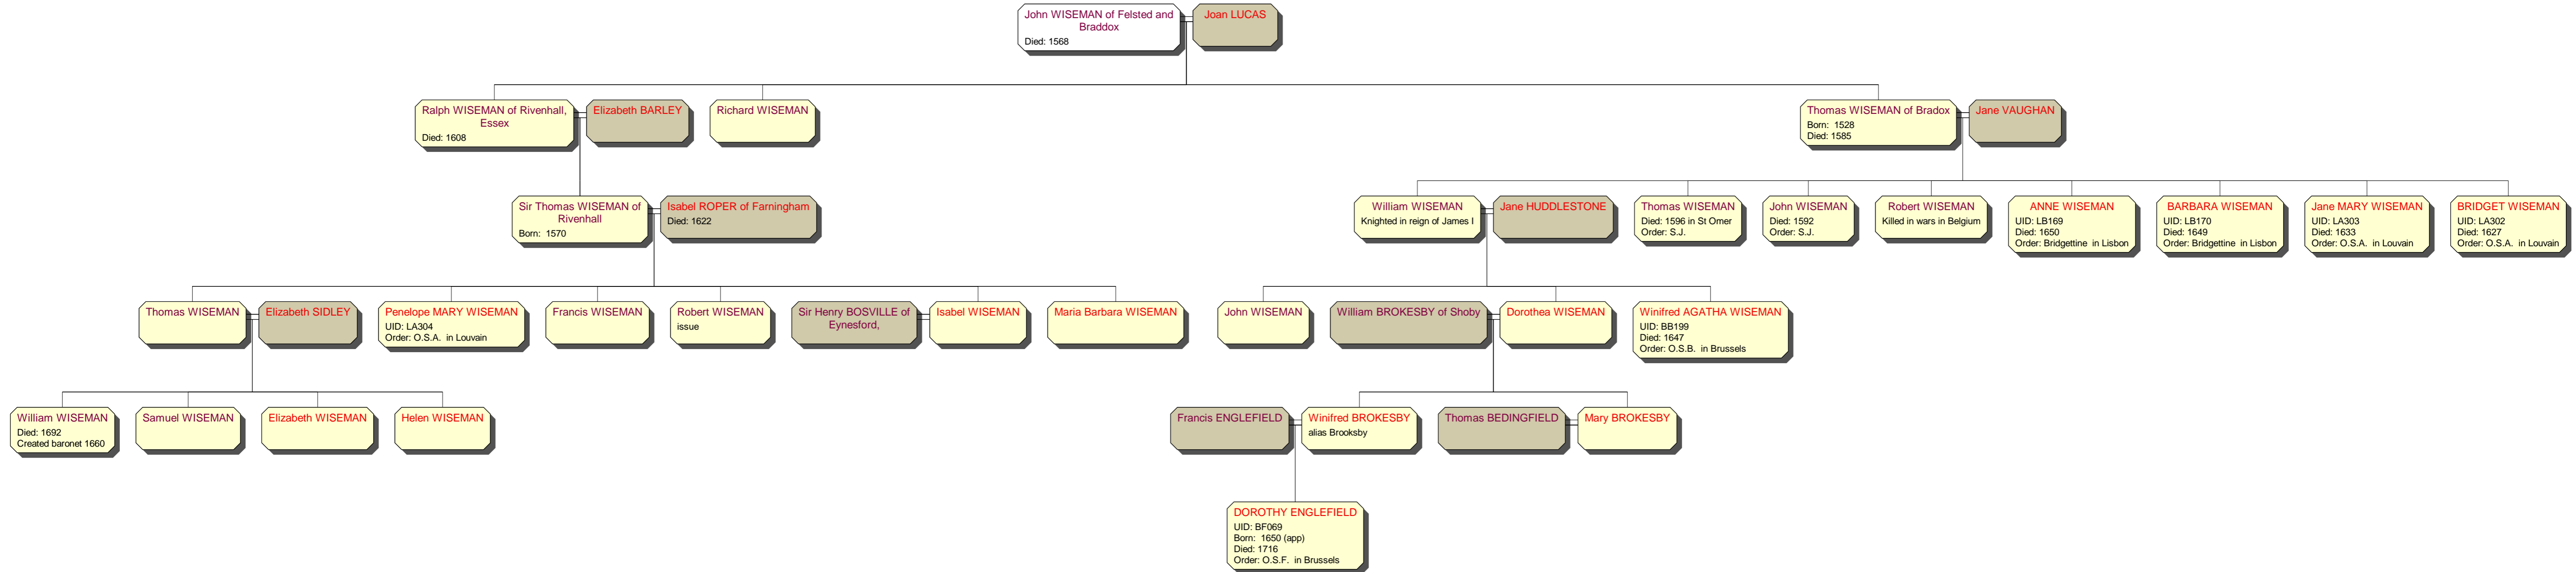 John WISEMAN of Felsted and
Braddox
Died: 1568
Joan LUCAS
Ralph WISEMAN of Rivenhall,
Essex
Died: 1608
Elizabeth BARLEY
Richard WISEMAN
Thomas WISEMAN of Bradox
Born:  1528
Died: 1585
Jane VAUGHAN
Sir Thomas WISEMAN of
Rivenhall
Born:  1570
Isabel ROPER of Farningham
Died: 1622
William WISEMAN
Knighted in reign of James I
Jane HUDDLESTONE
Thomas WISEMAN
Died: 1596 in St Omer
Order: S.J.
John WISEMAN
Died: 1592
Order: S.J.
Robert WISEMAN
Killed in wars in Belgium
ANNE WISEMAN
UID: LB169
Died: 1650
Order: Bridgettine  in Lisbon
BARBARA WISEMAN
UID: LB170
Died: 1649
Order: Bridgettine  in Lisbon
Jane MARY WISEMAN
UID: LA303
Died: 1633
Order: O.S.A.  in Louvain
BRIDGET WISEMAN
UID: LA302
Died: 1627
Order: O.S.A.  in Louvain
Thomas WISEMAN
Elizabeth SIDLEY
Penelope MARY WISEMAN
UID: LA304
Order: O.S.A.  in Louvain
Francis WISEMAN
Robert WISEMAN
issue
Sir Henry BOSVILLE of
Eynesford,
Isabel WISEMAN
Maria Barbara WISEMAN
John WISEMAN
William BROKESBY of Shoby
Dorothea WISEMAN
Winifred AGATHA WISEMAN
UID: BB199
Died: 1647
Order: O.S.B.  in Brussels
William WISEMAN
Died: 1692
Created baronet 1660
Samuel WISEMAN
Elizabeth WISEMAN
Helen WISEMAN
Francis ENGLEFIELD
Winifred BROKESBY
alias Brooksby
Thomas BEDINGFIELD
Mary BROKESBY
DOROTHY ENGLEFIELD
UID: BF069
Born:  1650 (app)
Died: 1716
Order: O.S.F.  in Brussels